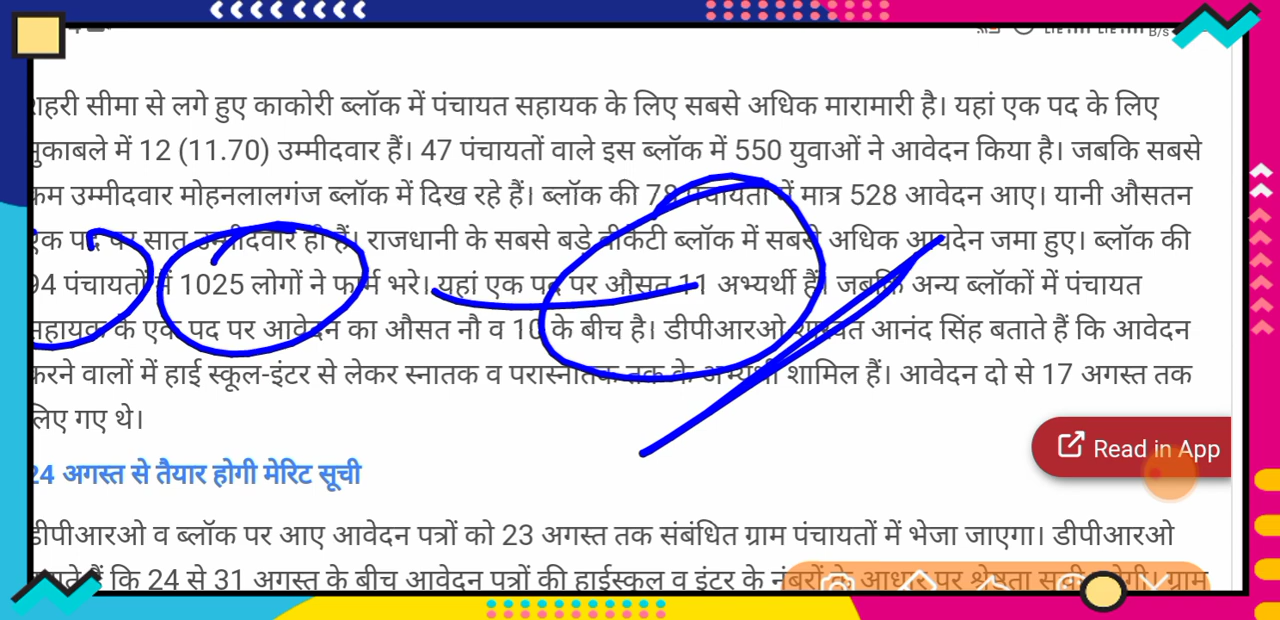 शहरी सीमा से लगे हुए काकोरी ब्लॉक में पंचायत सहायक के लिए सबसे अधिक मारामारी है। यहां एक पद के लिए
मुकाबले में 12 (11.70) उम्मीदवार हैं। 47 पंचायतों वाले इस ब्लॉक में 550 युवाओं ने आवेदन किया है। जबकि सबसे
कम उम्मीदवार मोहनलालगंज ब्लॉक में दिख रहे हैं। ब्लॉक की पंचायतों में मात्र 528 आवेदन आए। यानी औसतन
एक पद पर सात उम्मीदवार ही हैं। राजधानी के सबसे बड़े बीकेटी ब्लॉक में सबसे अधिक आवेदन जमा हुए। ब्लॉक की
94 पंचायतों में 1025 लोगों ने फार्म भरे। यहां एक पद पर औसत 11 अभ्यर्थी हैं। जबकि अन्य ब्लॉकों में पंचायत
सहायक के एक पद पर आवेदन का औसत नौ व 10 के बीच है। डीपीआरओ शाश्वत आनंद सिंह बताते हैं कि आवेदन
करने वालों में हाई स्कूल-इंटर से लेकर स्नातक व परास्नातक तक के अभ्यर्थी शामिल हैं। आवेदन दो से 17 अगस्त तक
लिए गए थे।
Read in App
24 अगस्त से तैयार होगी मेरिट सूची
डीपीआरओ व ब्लॉक पर आए आवेदन पत्रों को 23 अगस्त तक संबंधित ग्राम पंचायतों में भेजा जाएगा। डीपीआरओ
बताते हैं कि 24 से 31 अगस्त के बीच आवेदन पत्रों की हाईस्कूल व इंटर के नंबरों के आधार पर श्रेष्ठता सूची ग्राम